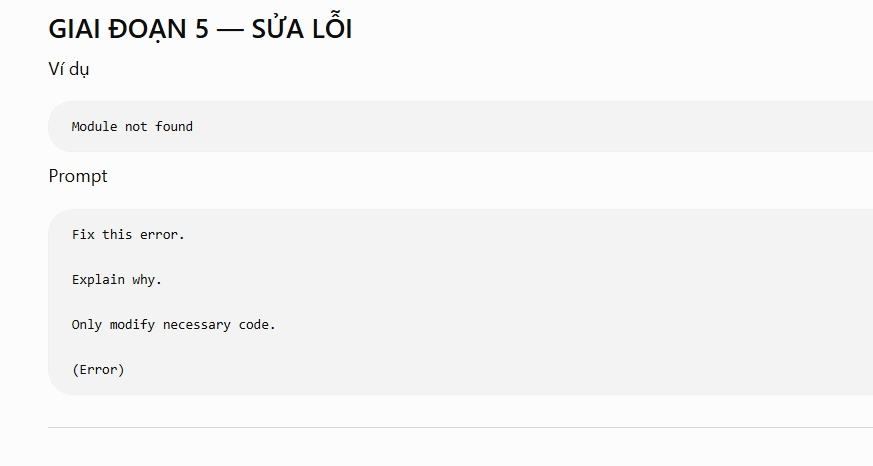 GIAI ĐOẠN 5 — SỬA LỖI
Ví dụ
Module not found
Prompt
Fix this error.
Explain why.
Only modify necessary code.
(Error)